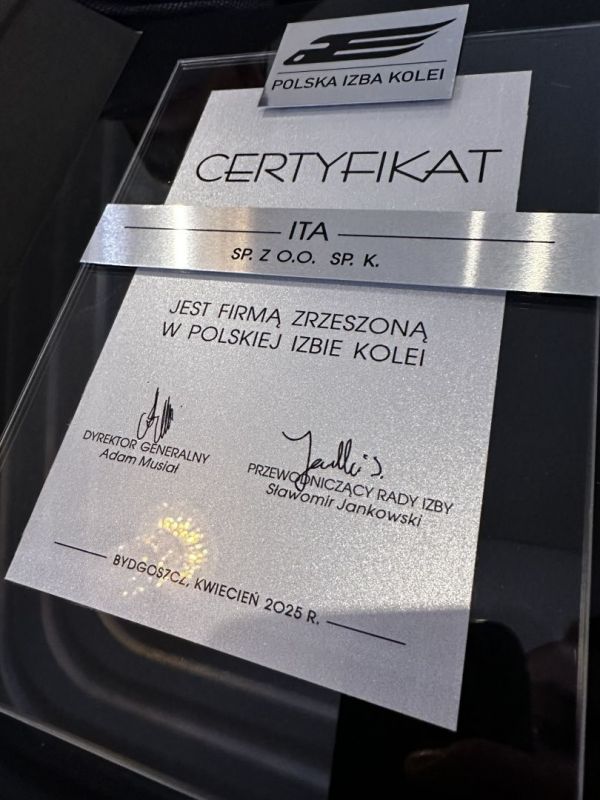 POLSKA IZBA KOLEI
CERTYFIKAT
ITA
SP. Z O.O. SP. K.
JEST FIRMĄ ZRZESZONĄ
W POLSKIEJ IZBIE KOLEI
DYREKTOR GENERALNY
Adam Musiał
PRZEWODNICZĄCY RADY IZBY
Sławomir Jankowski
BYDGOSZCZ, KWIECIEŃ 2025 R.